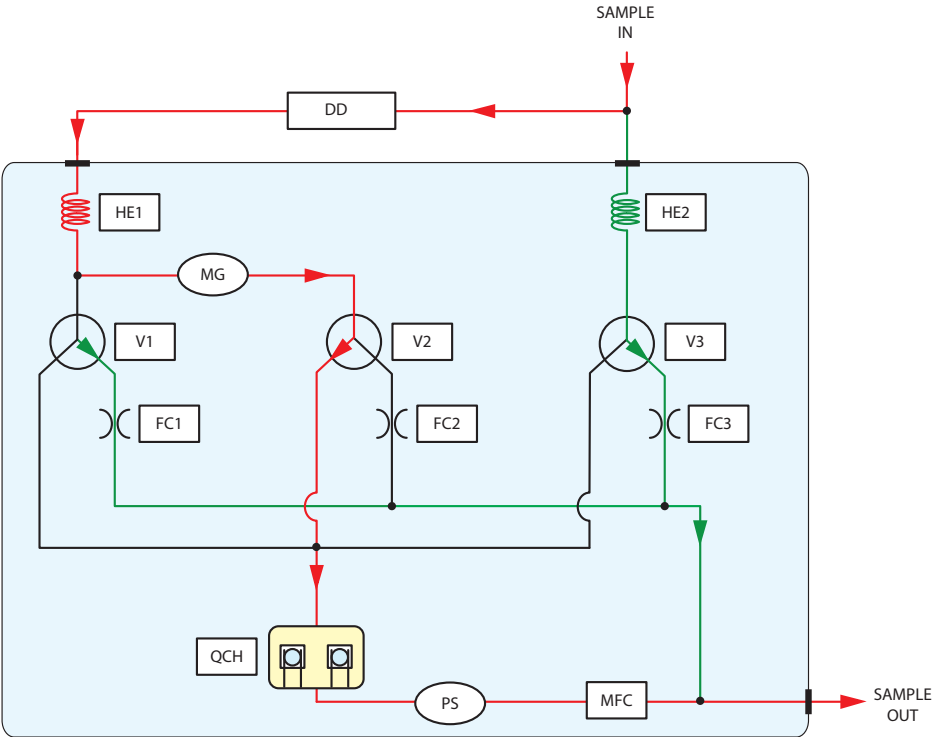 SAMPLE
IN
DD
HE1
HE2
MG
V1
V2
V3
FC1
FC2
FC3
QCH
PS
MFC
SAMPLE
OUT